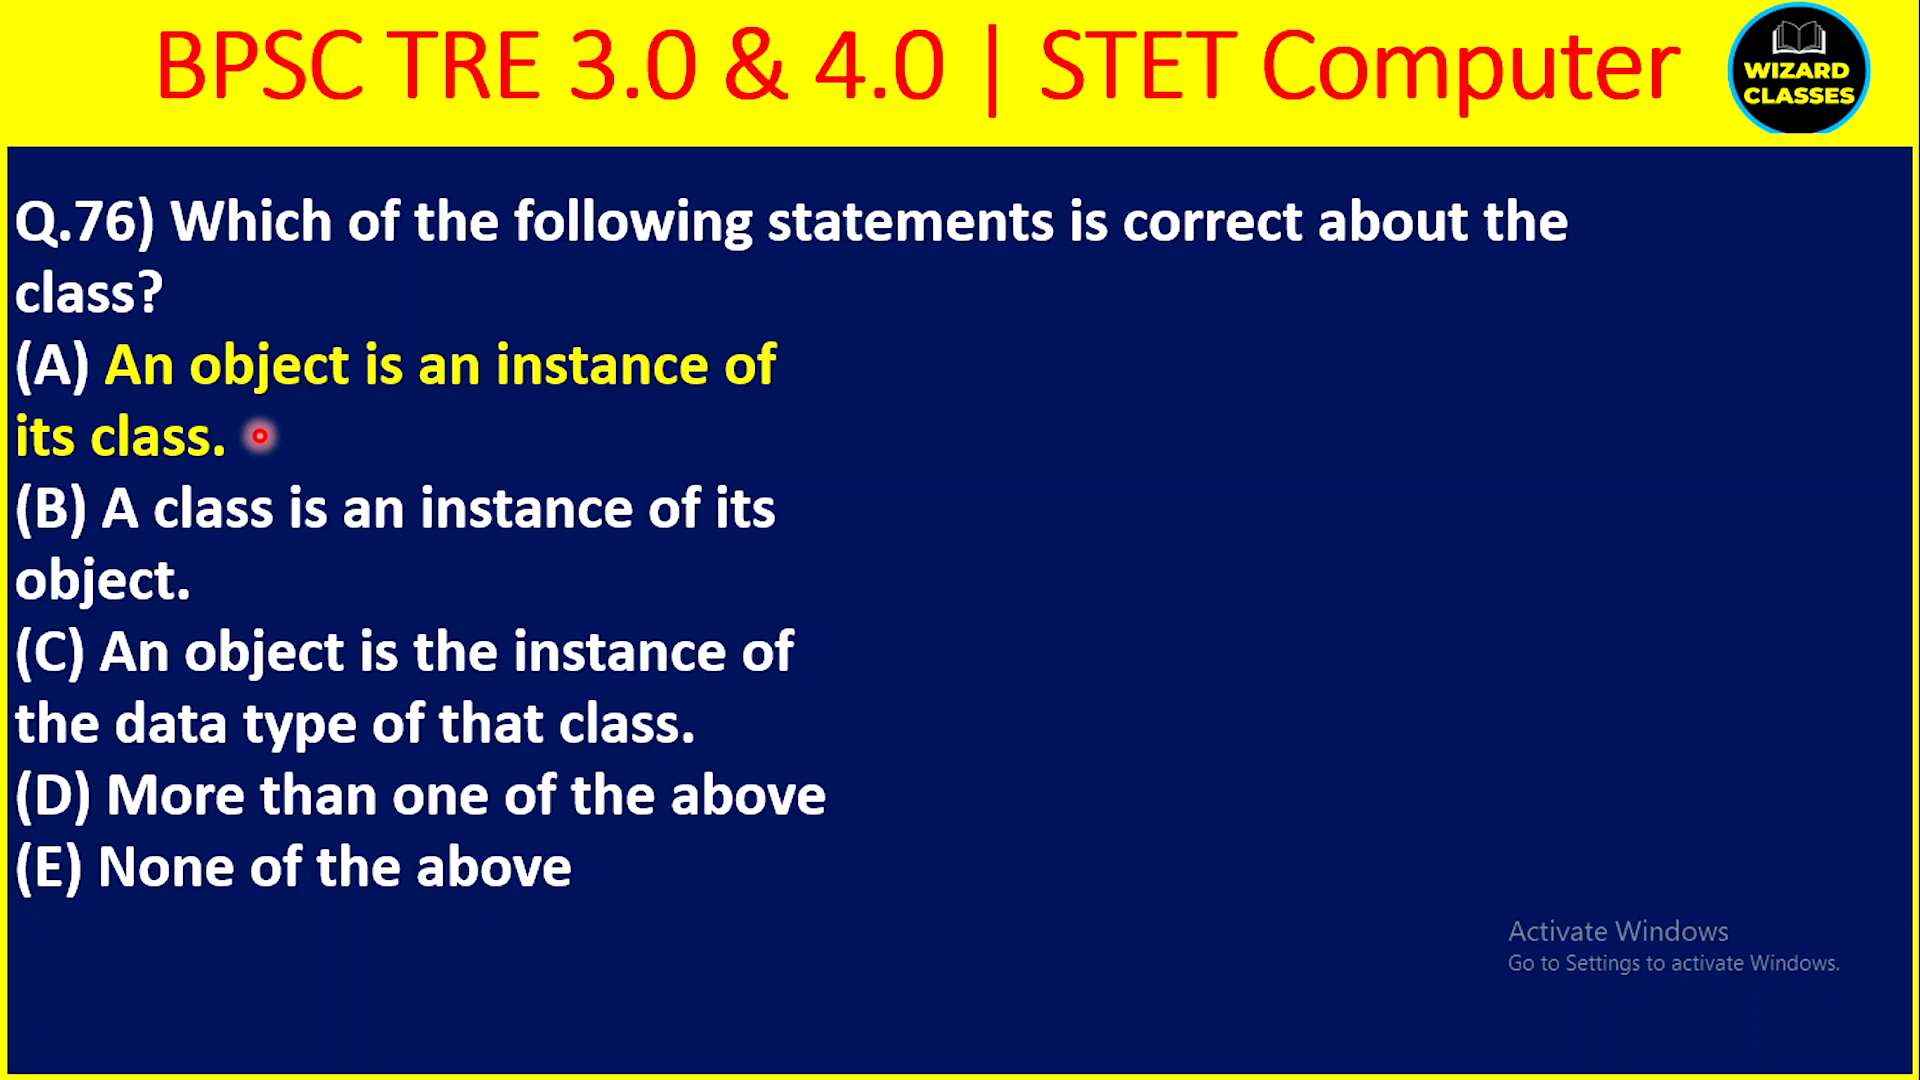 BPSC TRE 3.0 & 4.0 | STET Computer
WIZARD
CLASSES
Q.76) Which of the following statements is correct about the
class?
(A) An object is an instance of
its class.
(B) A class is an instance of its
object.
(C) An object is the instance of
the data type of that class.
(D) More than one of the above
(E) None of the above
Activate Windows
Go to Settings to activate Windows.